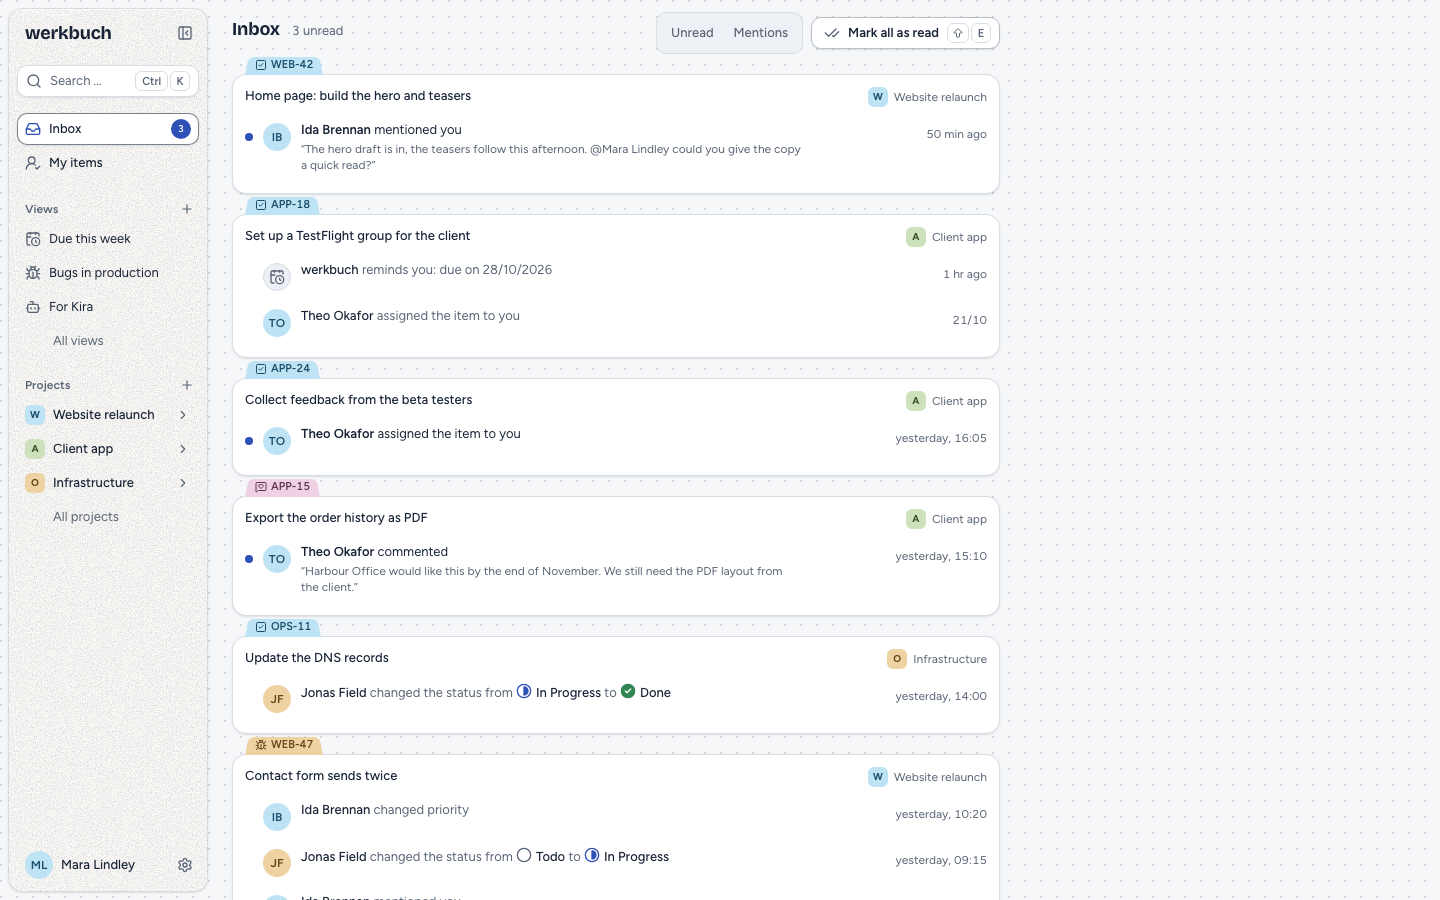 werkbuch
Search ... Ctrl K
Inbox 3
My items
Views
Due this week
Bugs in production
For Kira
All views
Projects
W Website relaunch
A Client app
O Infrastructure
All projects
ML Mara Lindley
Inbox 3 unread
Unread Mentions
Mark all as read E
WEB-42
Home page: build the hero and teasers W Website relaunch
IB Ida Brennan mentioned you 50 min ago
“The hero draft is in, the teasers follow this afternoon. @Mara Lindley could you give the copy
a quick read?”
APP-18
Set up a TestFlight group for the client A Client app
werkbuch reminds you: due on 28/10/2026 1 hr ago
TO Theo Okafor assigned the item to you 21/10
APP-24
Collect feedback from the beta testers A Client app
TO Theo Okafor assigned the item to you yesterday, 16:05
APP-15
Export the order history as PDF A Client app
TO Theo Okafor commented yesterday, 15:10
“Harbour Office would like this by the end of November. We still need the PDF layout from
the client.”
OPS-11
Update the DNS records O Infrastructure
JF Jonas Field changed the status from In Progress to Done yesterday, 14:00
WEB-47
Contact form sends twice W Website relaunch
IB Ida Brennan changed priority yesterday, 10:20
JF Jonas Field changed the status from Todo to In Progress yesterday, 09:15
Ida Brennan mentioned you